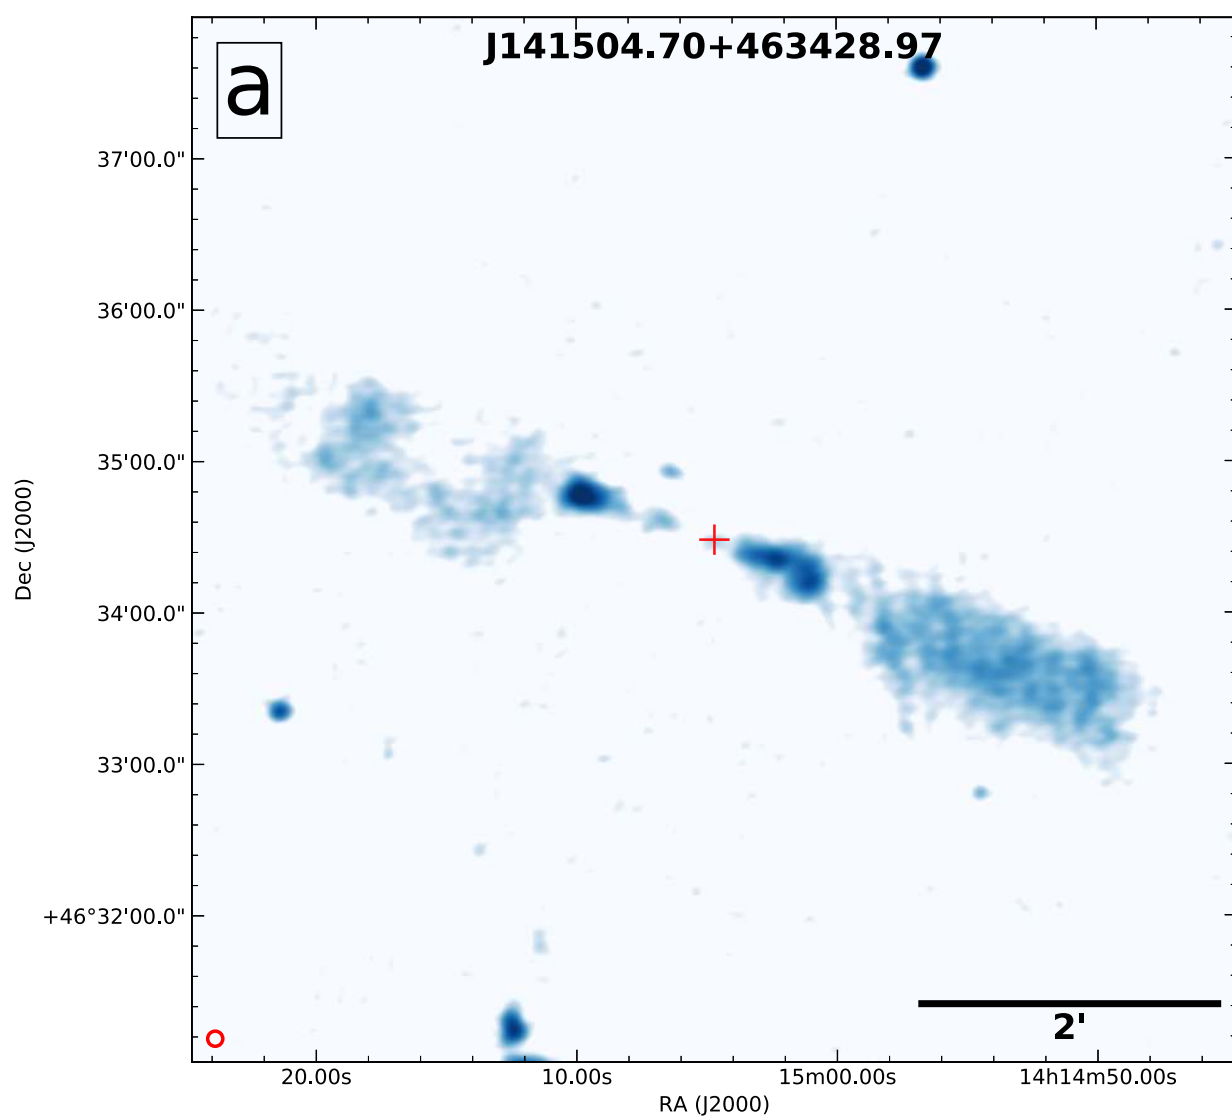 J141504.70+463428.97
a
37'00.0"
36'00.0"
35'00.0"
34'00.0"
33'00.0"
+46°32'00.0"
Dec (J2000)
2'
20.00s
10.00s
15m00.00s
14h14m50.00s
RA (J2000)